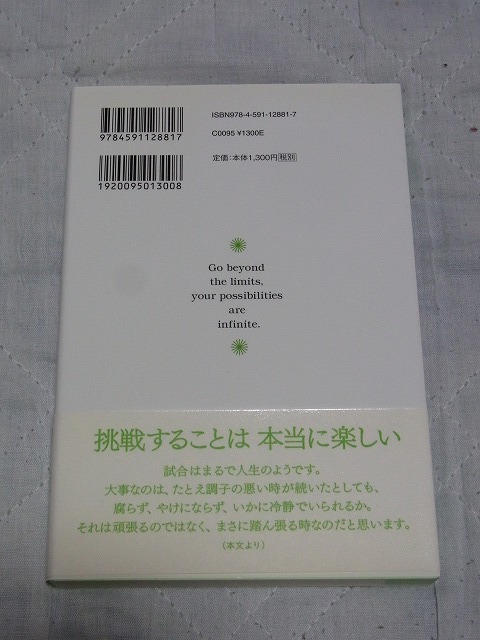 ISBN978-4-591-12881-7
9784591128817
C0095 ¥1300E
定価:本体1,300円 税別
1920095013008
Go beyond
the limits,
your possibilities
are
infinite.
挑戦することは 本当に楽しい
試合はまるで人生のようです。
大事なのは、たとえ調子の悪い時が続いたとしても、
腐らず、やけにならず、いかに冷静でいられるか。
それは頑張るのではなく、まさに踏ん張る時なのだと思います。
(本文より)